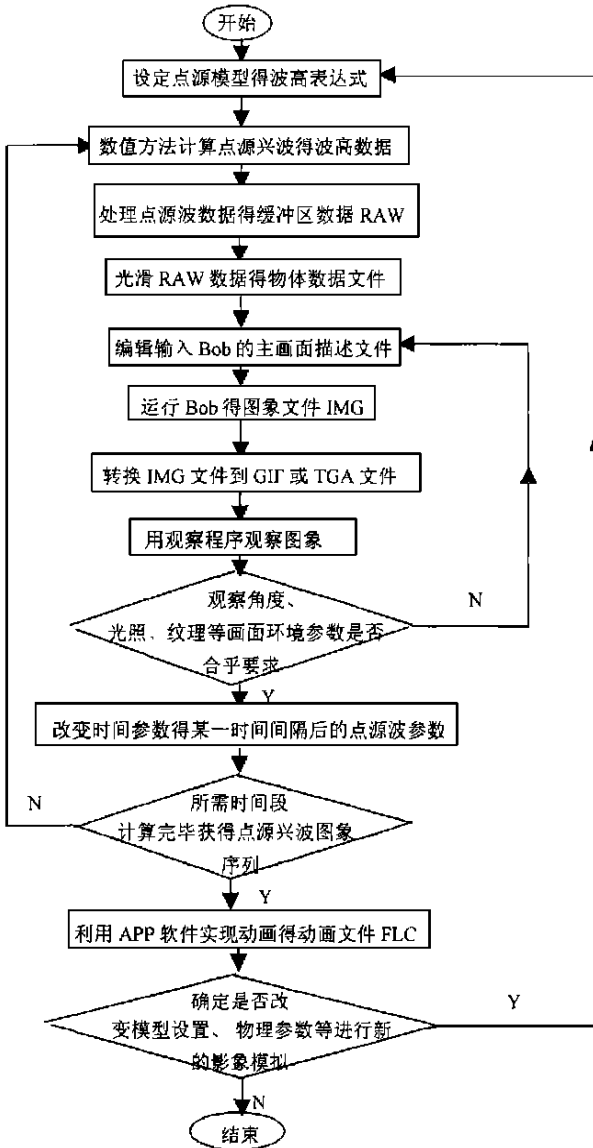 开始
设定点源模型得波高表达式
数值方法计算点源兴波得波高数据
处理点源波数据得缓冲区数据 RAW
光滑 RAW 数据得物体数据文件
编辑输入 Bob 的主画面描述文件
运行 Bob 得图象文件 IMG
转换 IMG 文件到 GIF 或 TGA 文件
用观察程序观察图象
观察角度、
N
光照、纹理等画面环境参数是否
合乎要求
Y
改变时间参数得某一时间间隔后的点源波参数
N
所需时间段
计算完毕获得点源兴波图象
序列
Y
利用 APP 软件实现动画得动画文件 FLC
确定是否改
Y
变模型设置、物理参数等进行新
的影象模拟
N
结束